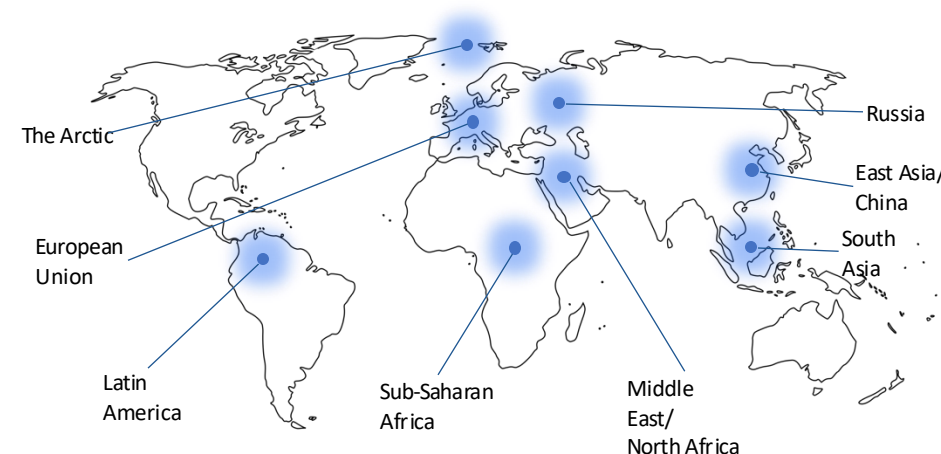 The Arctic
Russia
East Asia/
China
European
Union
South
Asia
Latin
America
Sub-Saharan
Africa
Middle
East/
North Africa